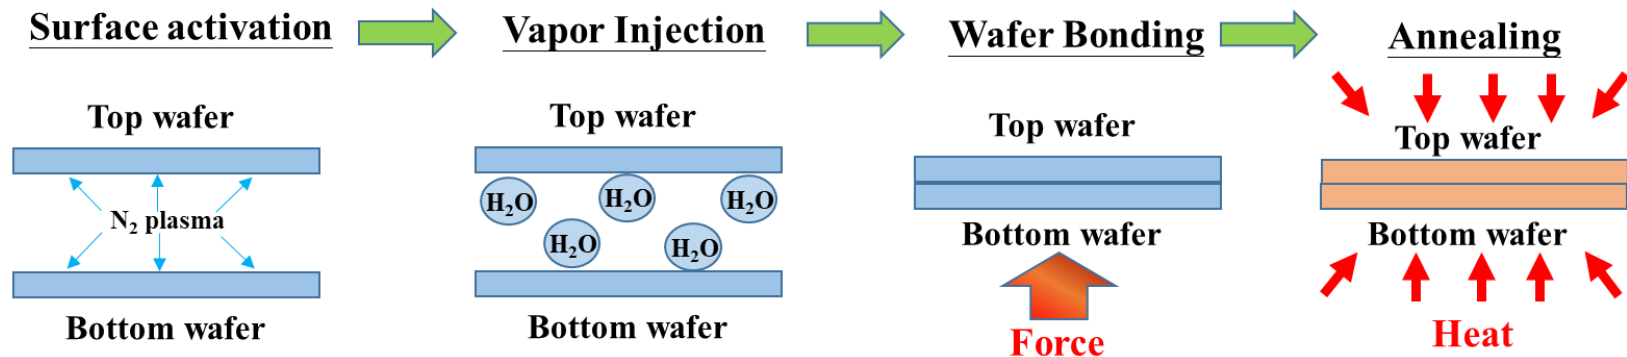 Surface activation
Vapor Injection
Wafer Bonding
Annealing
Top wafer
N₂ plasma
Bottom wafer
Top wafer
H₂O
H₂O
H₂O
H₂O
H₂O
Bottom wafer
Top wafer
Bottom wafer
Force
Top wafer
Bottom wafer
Heat